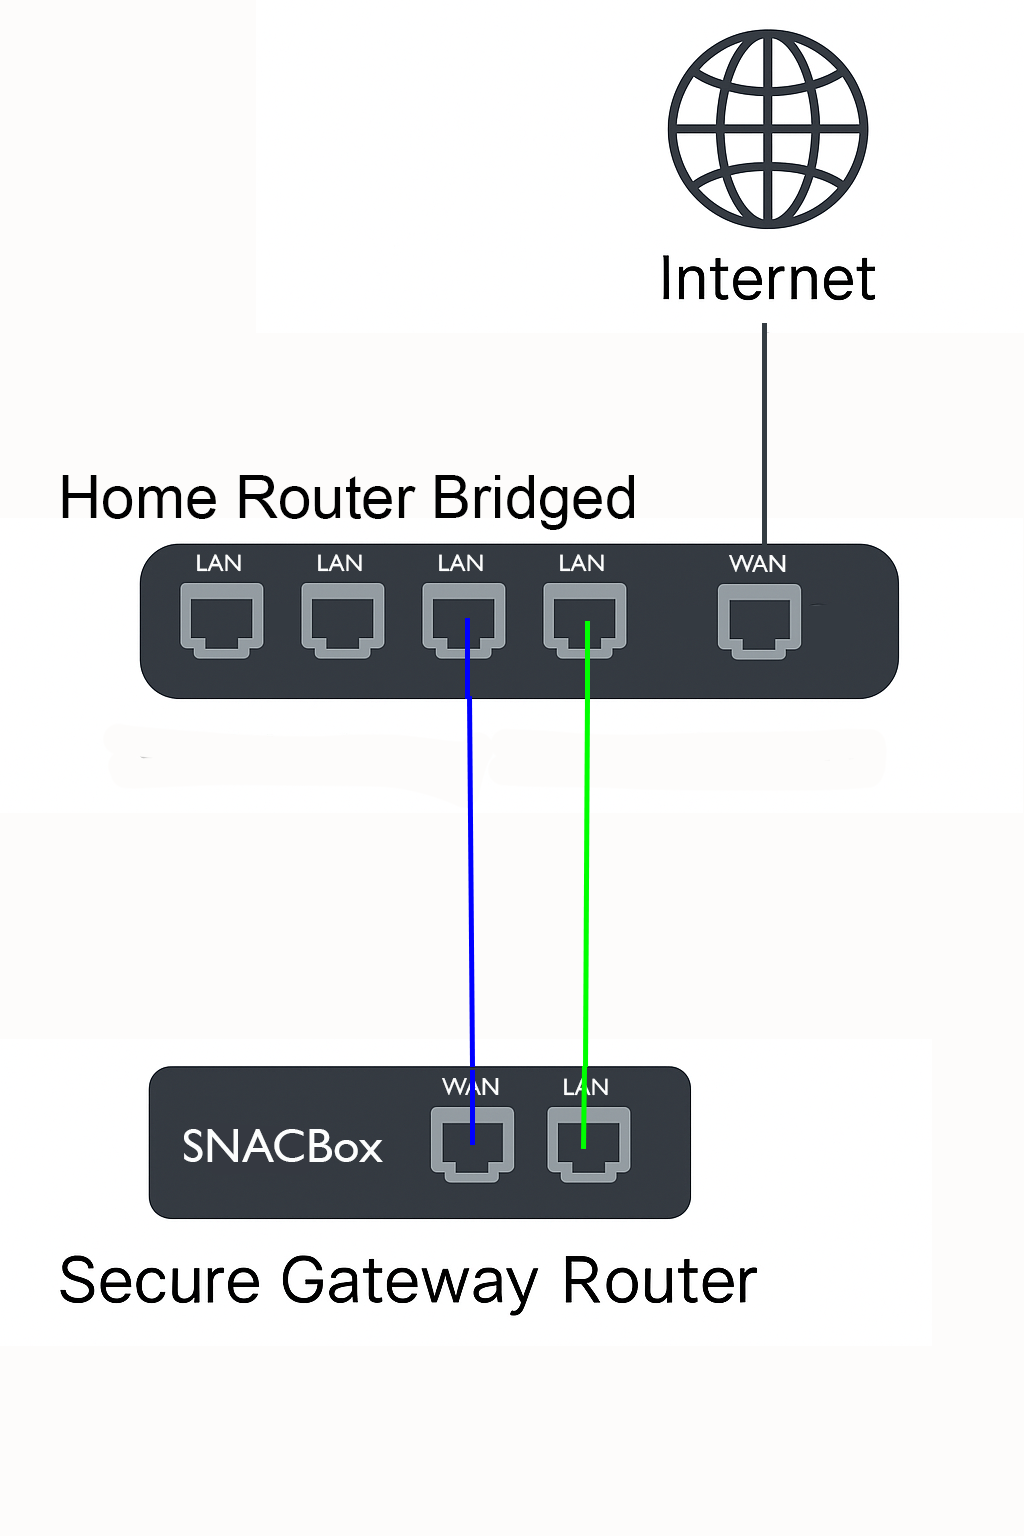 Internet
Home Router Bridged
LAN LAN LAN LAN WAN
WAN LAN
SNACBox
Secure Gateway Router